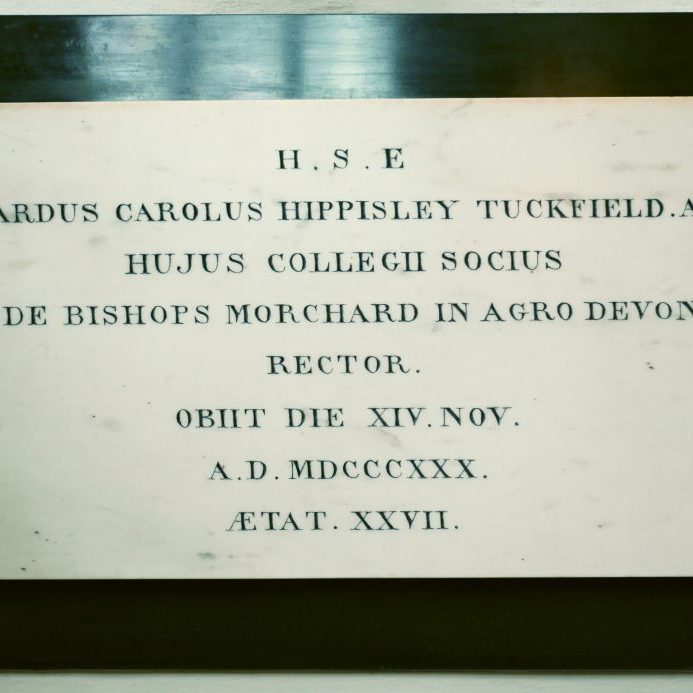 H . S . E
ARDUS CAROLUS HIPPISLEY TUCKFIELD . A
HUJUS COLLEGII SOCIUS
DE BISHOPS MORCHARD IN AGRO DEVON
RECTOR.
OBIIT DIE XIV. NOV.
A.D. MDCCCXXX.
ÆTAT. XXVII.